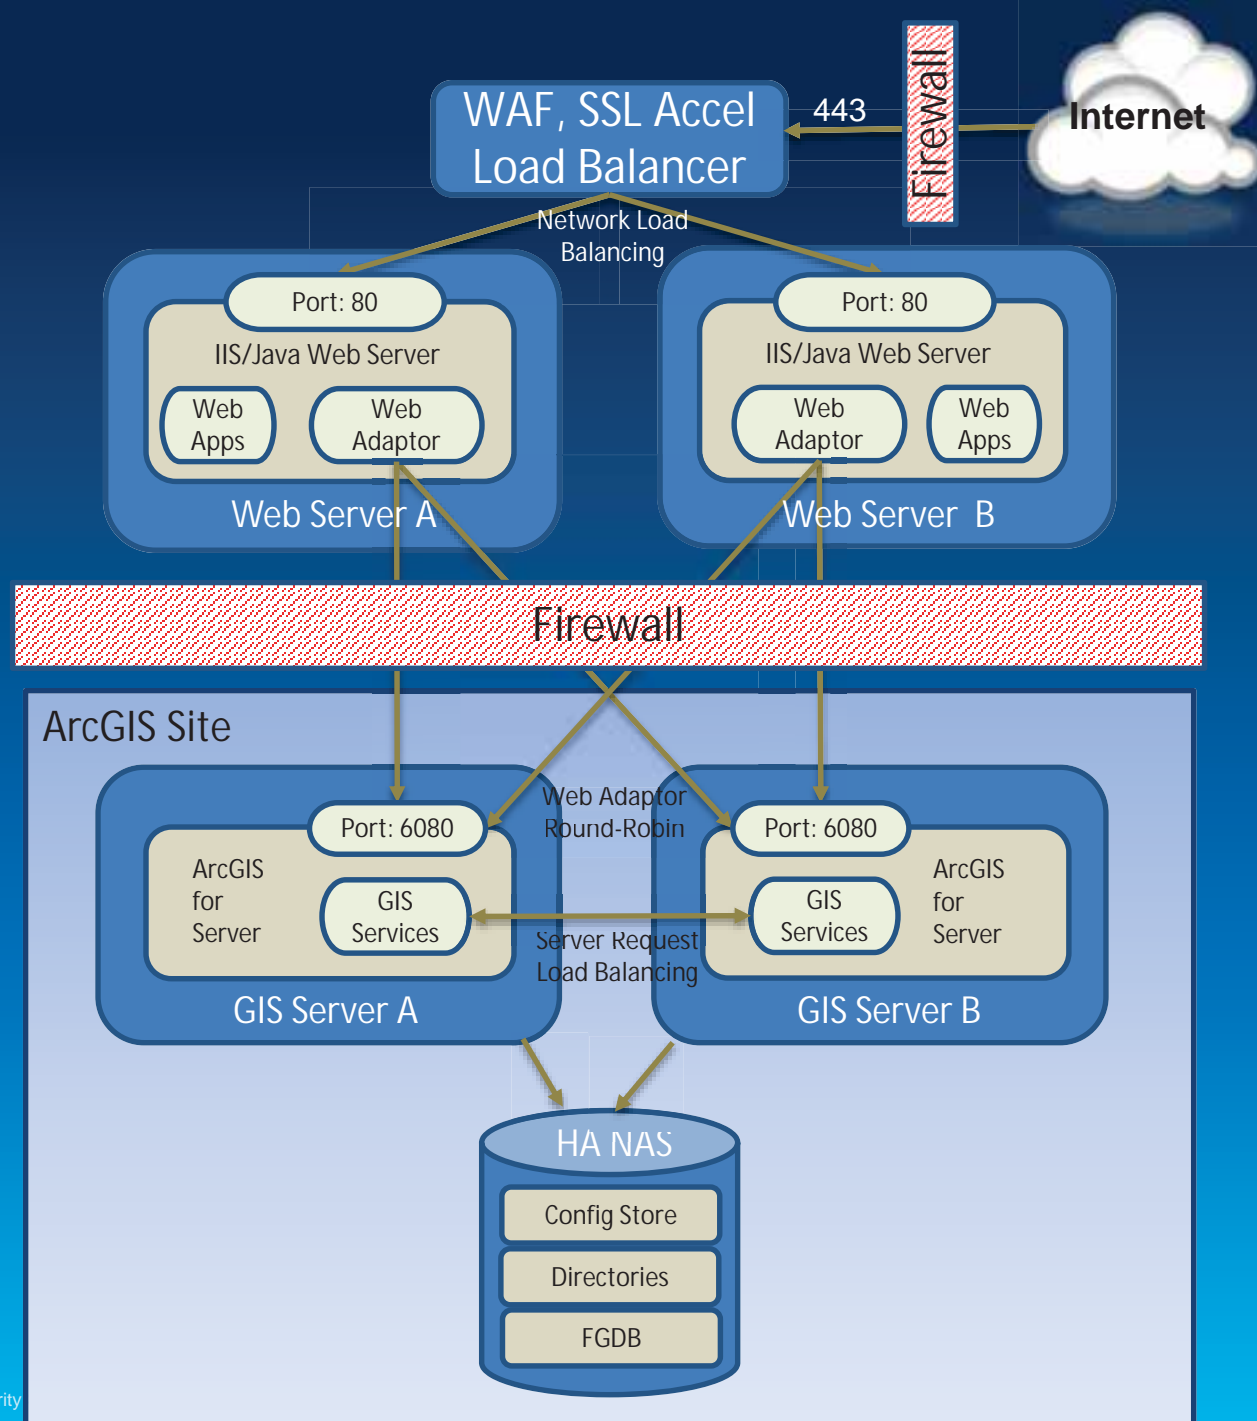 Internet
Firewall
443
WAF, SSL Accel
Load Balancer
Network Load
Balancing
Port: 80
IIS/Java Web Server
Web
Apps
Web
Adaptor
Web Server A
Port: 80
IIS/Java Web Server
Web
Adaptor
Web
Apps
Web Server B
Firewall
ArcGIS Site
Web Adaptor
Round-Robin
Port: 6080
ArcGIS
for
Server
GIS
Services
GIS Server A
Port: 6080
GIS
Services
ArcGIS
for
Server
GIS Server B
Server Request
Load Balancing
HA NAS
Config Store
Directories
FGDB